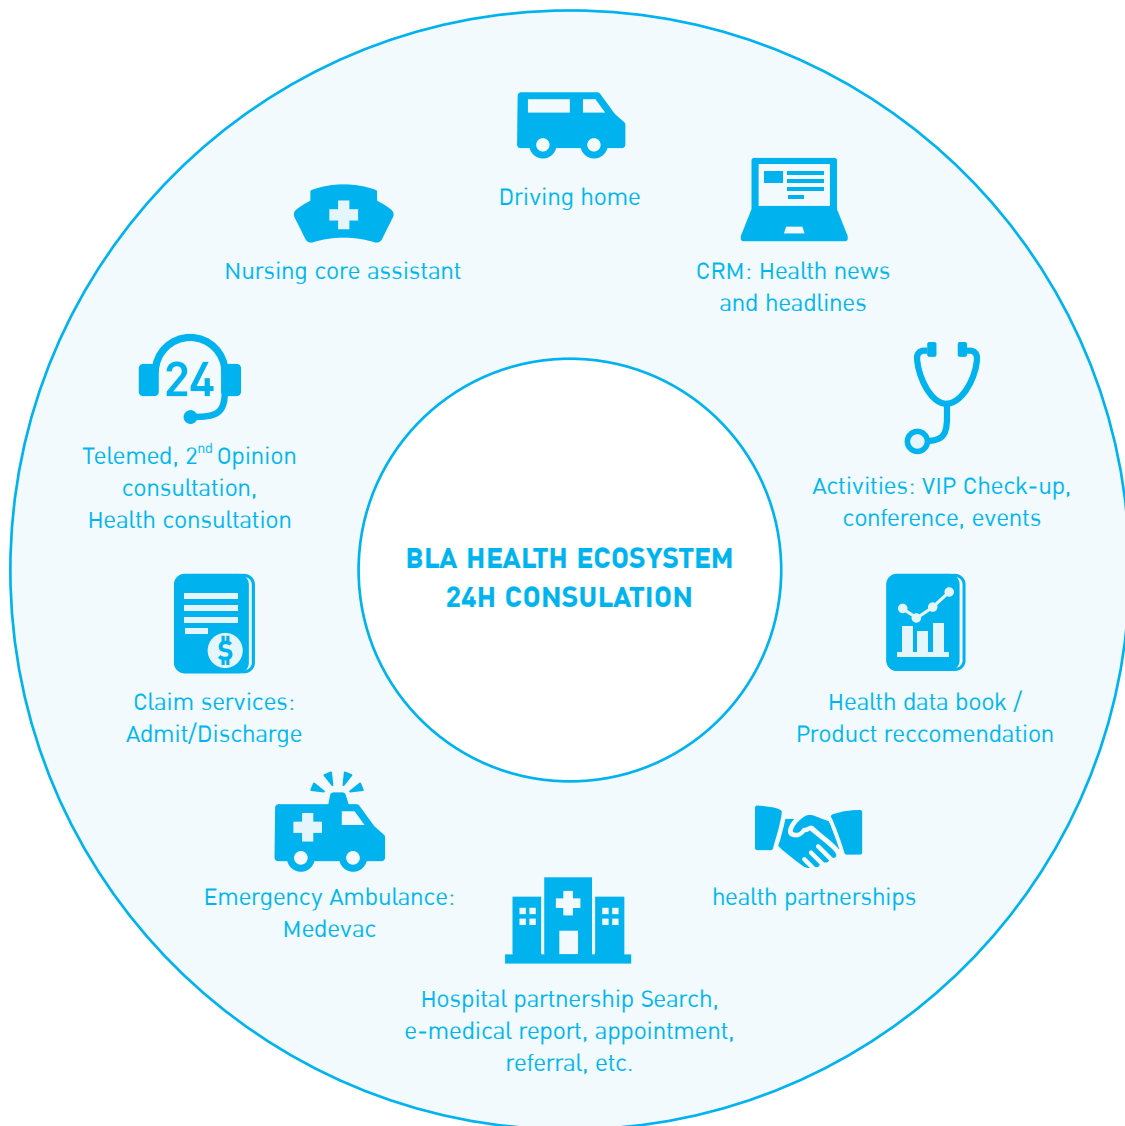 Driving home
CRM: Health news
and headlines
Nursing core assistant
24
Telemed, 2nd Opinion
consultation,
Health consultation
Activities: VIP Check-up,
conference, events
BLA HEALTH ECOSYSTEM
24H CONSULATION
$
Claim services:
Admit/Discharge
Health data book /
Product reccomendation
Emergency Ambulance:
Medevac
health partnerships
Hospital partnership Search,
e-medical report, appointment,
referral, etc.